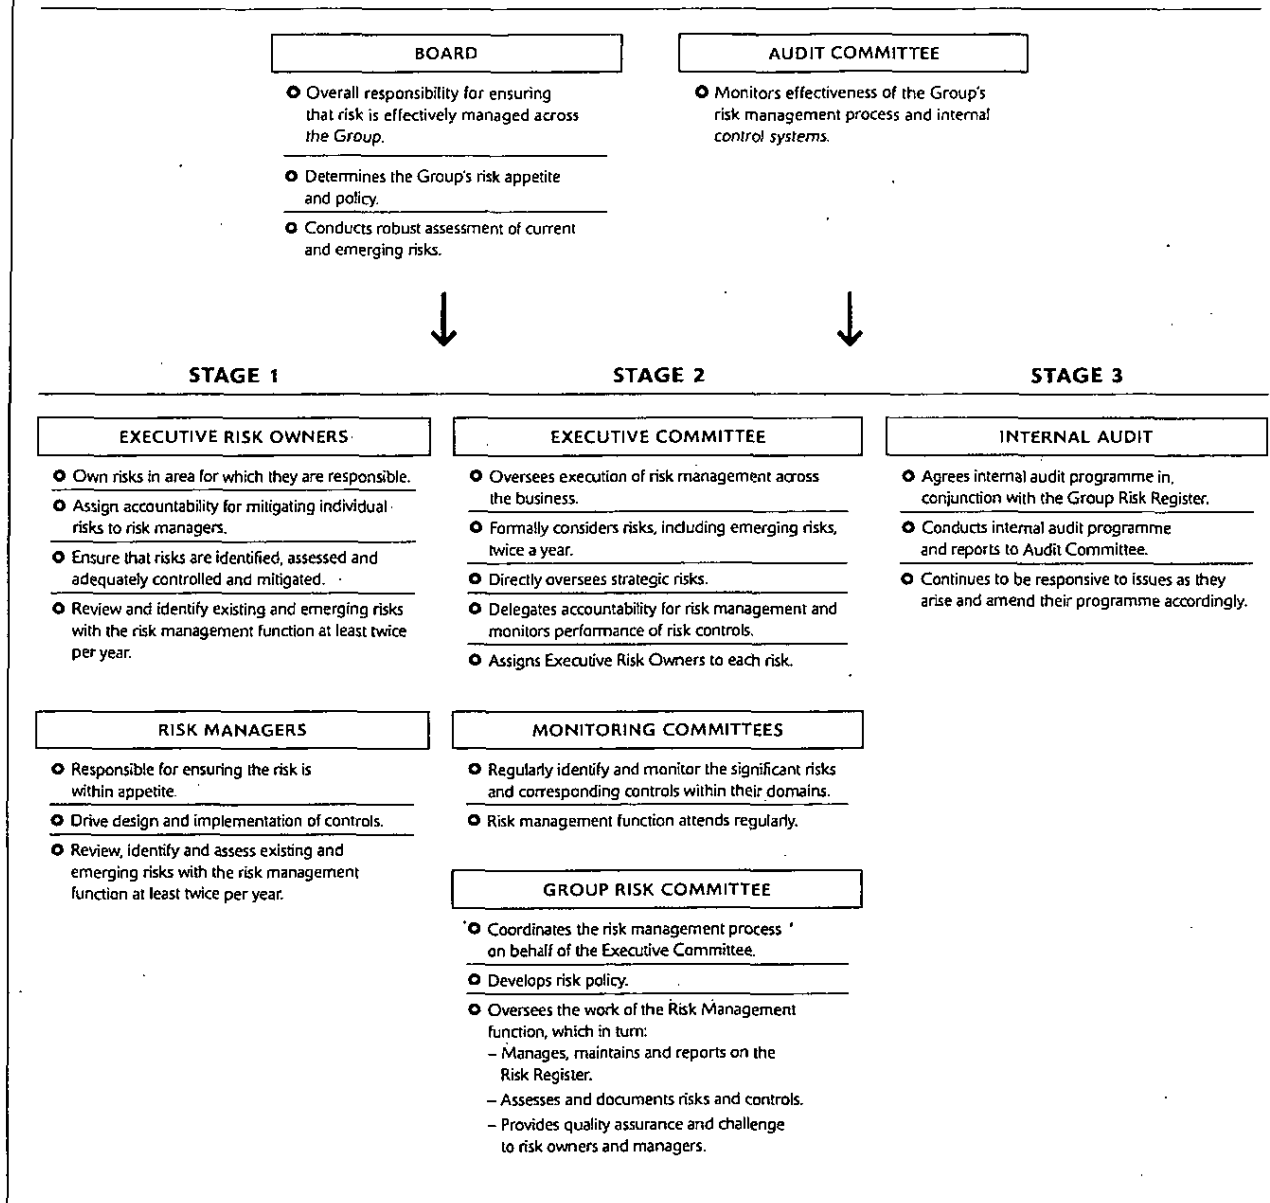 BOARD
● Overall responsibility for ensuring
that risk is effectively managed across
the Group.
● Determines the Group's risk appetite
and policy.
● Conducts robust assessment of current
and emerging risks.
AUDIT COMMITTEE
● Monitors effectiveness of the Group's
risk management process and internal
control systems.
STAGE 1
EXECUTIVE RISK OWNERS
● Own risks in area for which they are responsible.
● Assign accountability for mitigating individual
risks to risk managers.
● Ensure that risks are identified, assessed and
adequately controlled and mitigated.
● Review and identify existing and emerging risks
with the risk management function at least twice
per year.
RISK MANAGERS
● Responsible for ensuring the risk is
within appetite.
● Drive design and implementation of controls.
● Review, identify and assess existing and
emerging risks with the risk management
function at least twice per year.
STAGE 2
EXECUTIVE COMMITTEE
● Oversees execution of risk management across
the business.
● Formally considers risks, including emerging risks,
twice a year.
● Directly oversees strategic risks.
● Delegates accountability for risk management and
monitors performance of risk controls.
● Assigns Executive Risk Owners to each risk.
MONITORING COMMITTEES
● Regularly identify and monitor the significant risks
and corresponding controls within their domains.
● Risk management function attends regularly.
GROUP RISK COMMITTEE
● Coordinates the risk management process
on behalf of the Executive Committee.
● Develops risk policy.
● Oversees the work of the Risk Management
function, which in turn:
– Manages, maintains and reports on the
Risk Register.
– Assesses and documents risks and controls.
– Provides quality assurance and challenge
to risk owners and managers.
STAGE 3
INTERNAL AUDIT
● Agrees internal audit programme in,
conjunction with the Group Risk Register.
● Conducts internal audit programme
and reports to Audit Committee.
● Continues to be responsive to issues as they
arise and amend their programme accordingly.